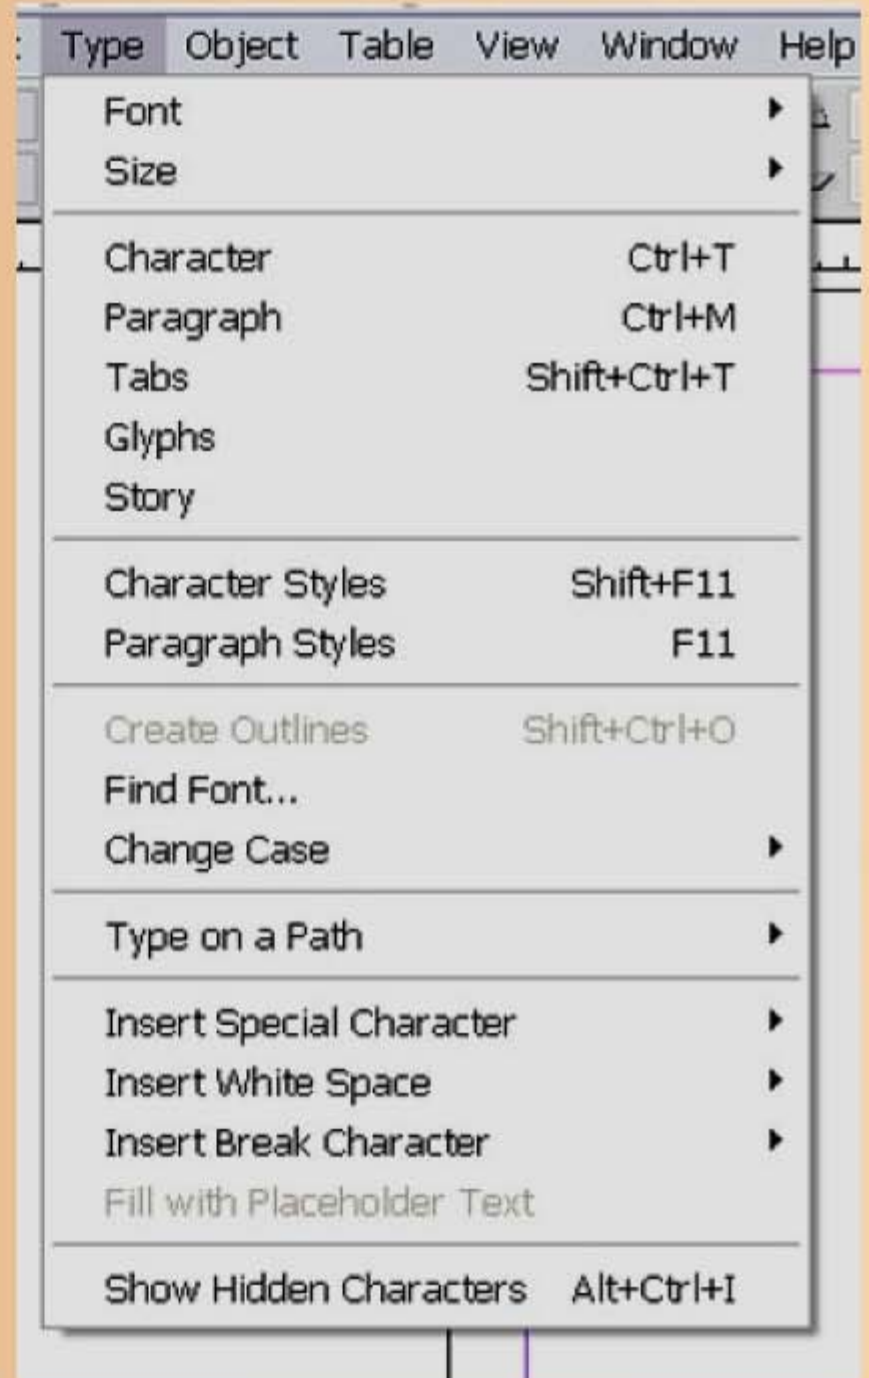 Type Object Table View Window Help
Font
Size
Character Ctrl+T
Paragraph Ctrl+M
Tabs Shift+Ctrl+T
Glyphs
Story
Character Styles Shift+F11
Paragraph Styles F11
Create Outlines Shift+Ctrl+O
Find Font...
Change Case
Type on a Path
Insert Special Character
Insert White Space
Insert Break Character
Fill with Placeholder Text
Show Hidden Characters Alt+Ctrl+I